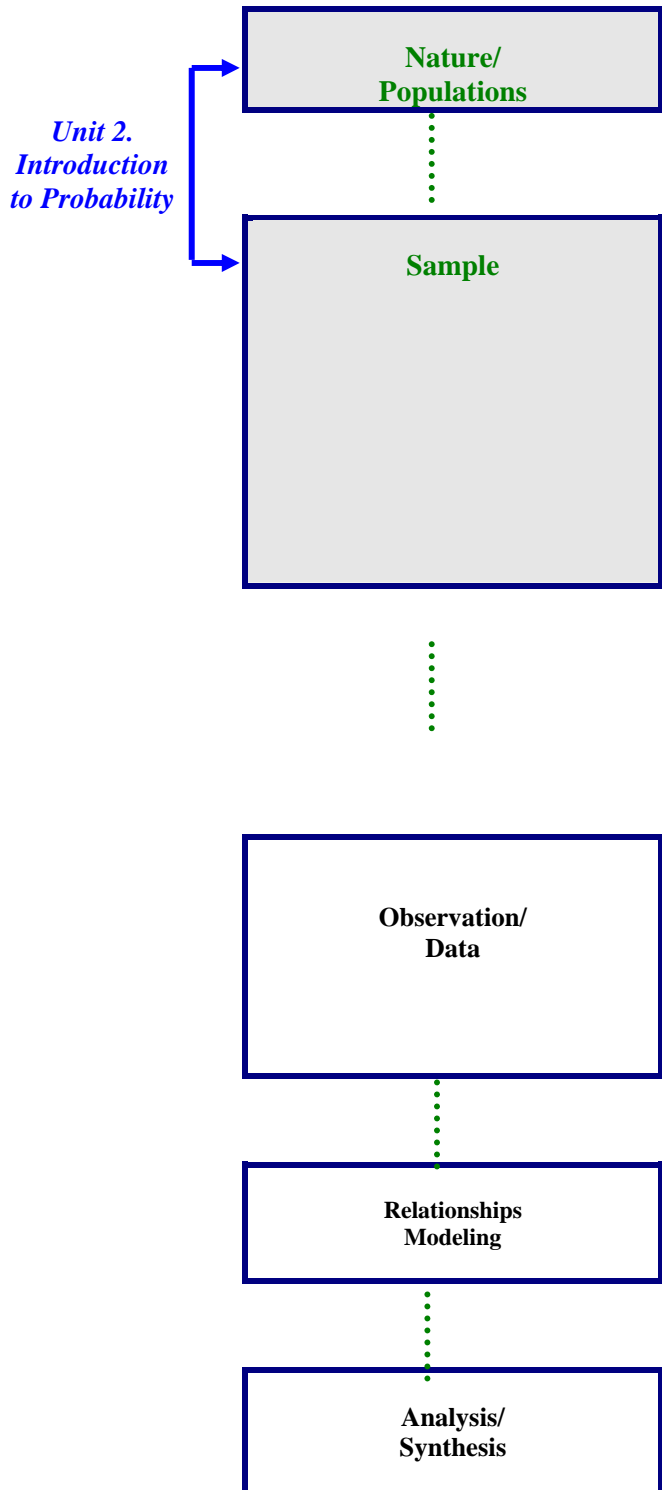 Nature/
Populations
Unit 2.
Introduction
to Probability
Sample
Observation/
Data
Relationships
Modeling
Analysis/
Synthesis